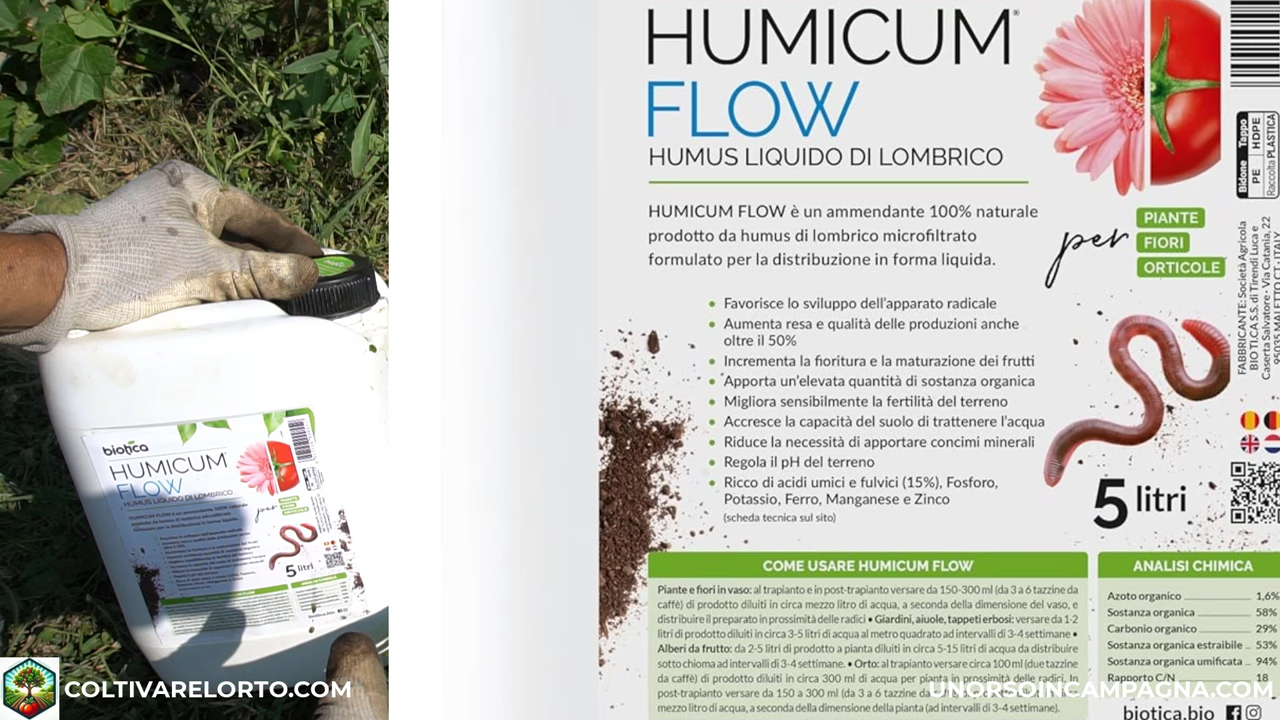 biotica
HUMICUM
FLOW
HUMUS LIQUIDO DI LOMBRICO
per
PIANTE
FIORI
ORTICOLE
5 litri
COLTIVARELORTO.COM
HUMICUM®
FLOW
HUMUS LIQUIDO DI LOMBRICO
HUMICUM FLOW è un ammendante 100% naturale
prodotto da humus di lombrico microfiltrato
formulato per la distribuzione in forma liquida.
per
PIANTE
FIORI
ORTICOLE
Favorisce lo sviluppo dell'apparato radicale
Aumenta resa e qualità delle produzioni anche
oltre il 50%
Incrementa la fioritura e la maturazione dei frutti
Apporta un'elevata quantità di sostanza organica
Migliora sensibilmente la fertilità del terreno
Accresce la capacità del suolo di trattenere l'acqua
Riduce la necessità di apportare concimi minerali
Regola il pH del terreno
Ricco di acidi umici e fulvici (15%), Fosforo,
Potassio, Ferro, Manganese e Zinco
(scheda tecnica sul sito)
5 litri
Bidone Tappo
PE HDPE
Raccolta PLASTICA
FABBRICANTE: Società Agricola
BIO TI.CA S.S. di Tirendi Luca e
Caserta Salvatore - Via Catania, 22
COME USARE HUMICUM FLOW
Piante e fiori in vaso: al trapianto e in post-trapianto versare da 150-300 ml (da 3 a 6 tazzine da
caffè) di prodotto diluiti in circa mezzo litro di acqua, a seconda della dimensione del vaso, e
distribuire il preparato in prossimità delle radici • Giardini, aiuole, tappeti erbosi: versare da 1-2
litri di prodotto diluiti in circa 3-5 litri di acqua al metro quadrato ad intervalli di 3-4 settimane •
Alberi da frutto: da 2-5 litri di prodotto a pianta diluiti in circa 5-15 litri di acqua da distribuire
sotto chioma ad intervalli di 3-4 settimane. • Orto: al trapianto versare circa 100 ml (due tazzine
da caffè) di prodotto diluiti in circa 300 ml di acqua per pianta in prossimità delle radici. In
post-trapianto versare da 150 a 300 ml (da 3 a 6 tazzine da
mezzo litro di acqua, a seconda della dimensione della pianta (ad intervalli di 3-4 settimane).
ANALISI CHIMICA
Azoto organico 1,6%
Sostanza organica 58%
Carbonio organico 29%
Sostanza organica estraibile 53%
Sostanza organica umificata 94%
Rapporto C/N 18
UNORSOINCAMPAGNA.COM
biotica.bio